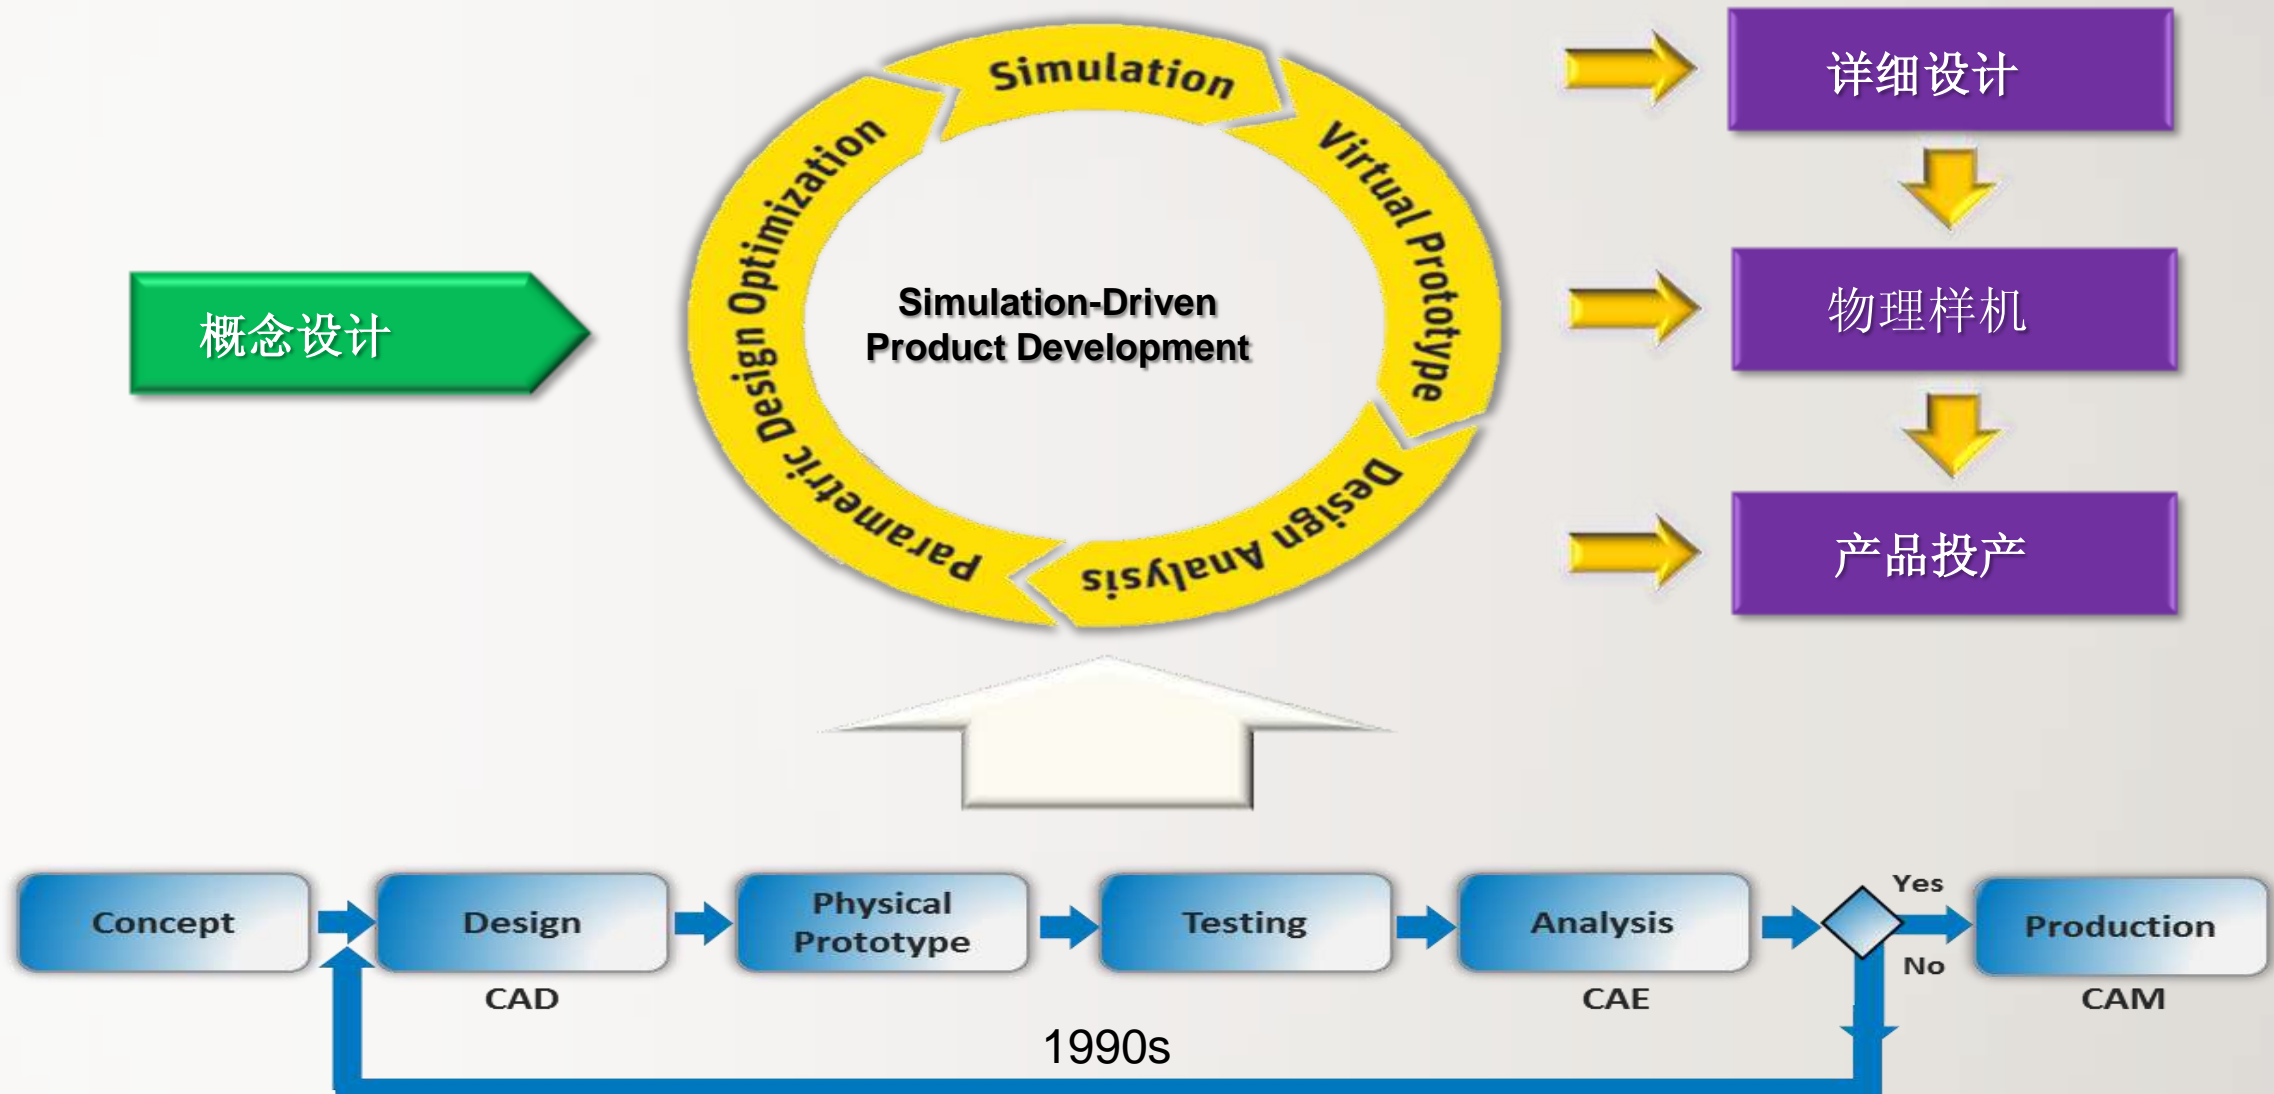 概念设计
Simulation
Virtual Prototype
Design Analysis
Parametric Design Optimization
Simulation-Driven
Product Development
详细设计
物理样机
产品投产
Concept
Design
CAD
Physical
Prototype
Testing
Analysis
CAE
Yes
No
Production
CAM
1990s